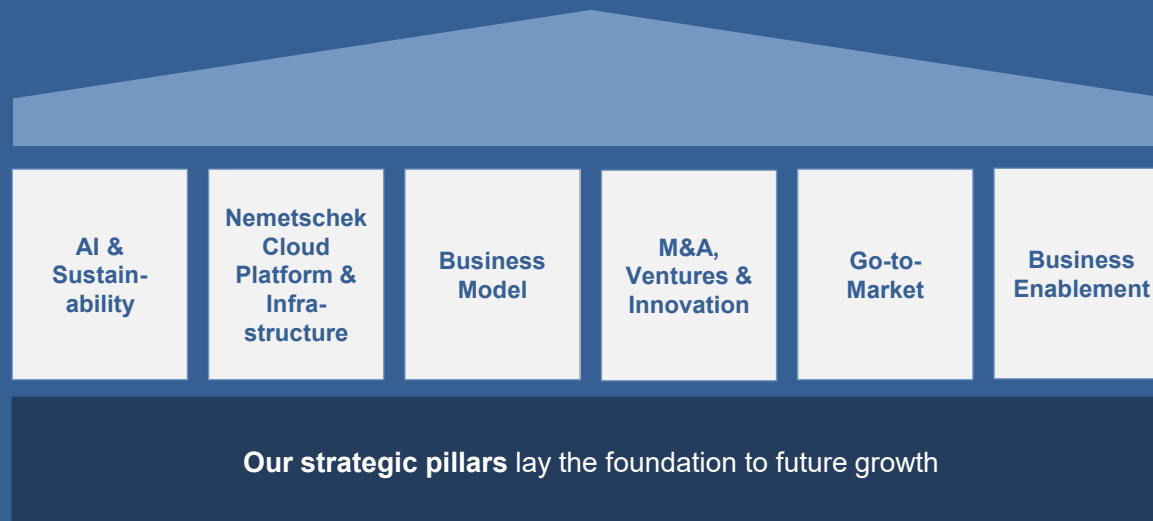 AI &
Sustain-
ability
Nemetschek
Cloud
Platform &
Infra-
structure
Business
Model
M&A,
Ventures &
Innovation
Go-to-
Market
Business
Enablement
Our strategic pillars lay the foundation to future growth